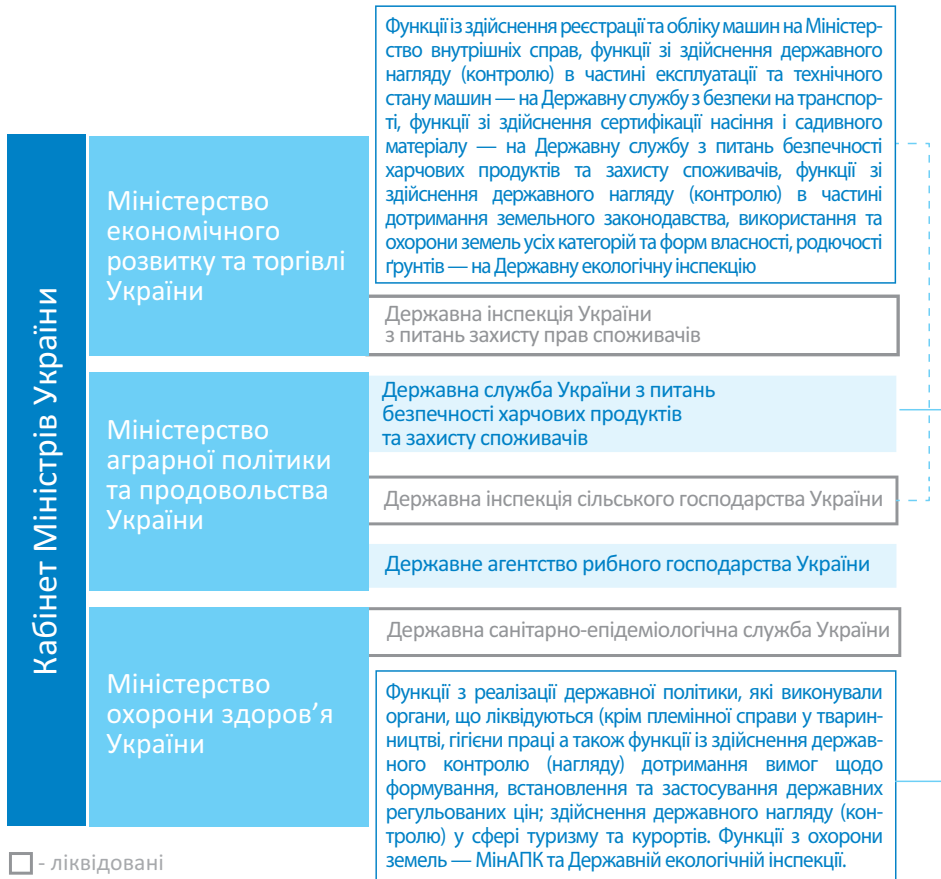 Функції із здійснення реєстрації та обліку машин на Міністер-
ство внутрішніх справ, функції зі здійснення державного
нагляду (контролю) в частині експлуатації та технічного
стану машин — на Державну службу з безпеки на транспор-
ті, функції зі здійснення сертифікації насіння і садивного
матеріалу — на Державну службу з питань безпечності
харчових продуктів та захисту споживачів, функції зі
здійснення державного нагляду (контролю) в частині
дотримання земельного законодавства, використання та
охорони земель усіх категорій та форм власності, родючості
ґрунтів — на Державну екологічну інспекцію
Кабінет Міністрів України
Міністерство
економічного
розвитку та торгівлі
України
Державна інспекція України
з питань захисту прав споживачів
Міністерство
аграрної політики
та продовольства
України
Державна служба України з питань
безпечності харчових продуктів
та захисту споживачів
Державна інспекція сільського господарства України
Державне агентство рибного господарства України
Міністерство
охорони здоров’я
України
Державна санітарно-епідеміологічна служба України
Функції з реалізації державної політики, які виконували
органи, що ліквідуються (крім племінної справи у тварин-
ництві, гігієни праці а також функції із здійснення держав-
ного контролю (нагляду) дотримання вимог щодо
формування, встановлення та застосування державних
регульованих цін; здійснення державного нагляду (кон-
тролю) у сфері туризму та курортів. Функції з охорони
земель — МінАПК та Державній екологічній інспекції.
- ліквідовані